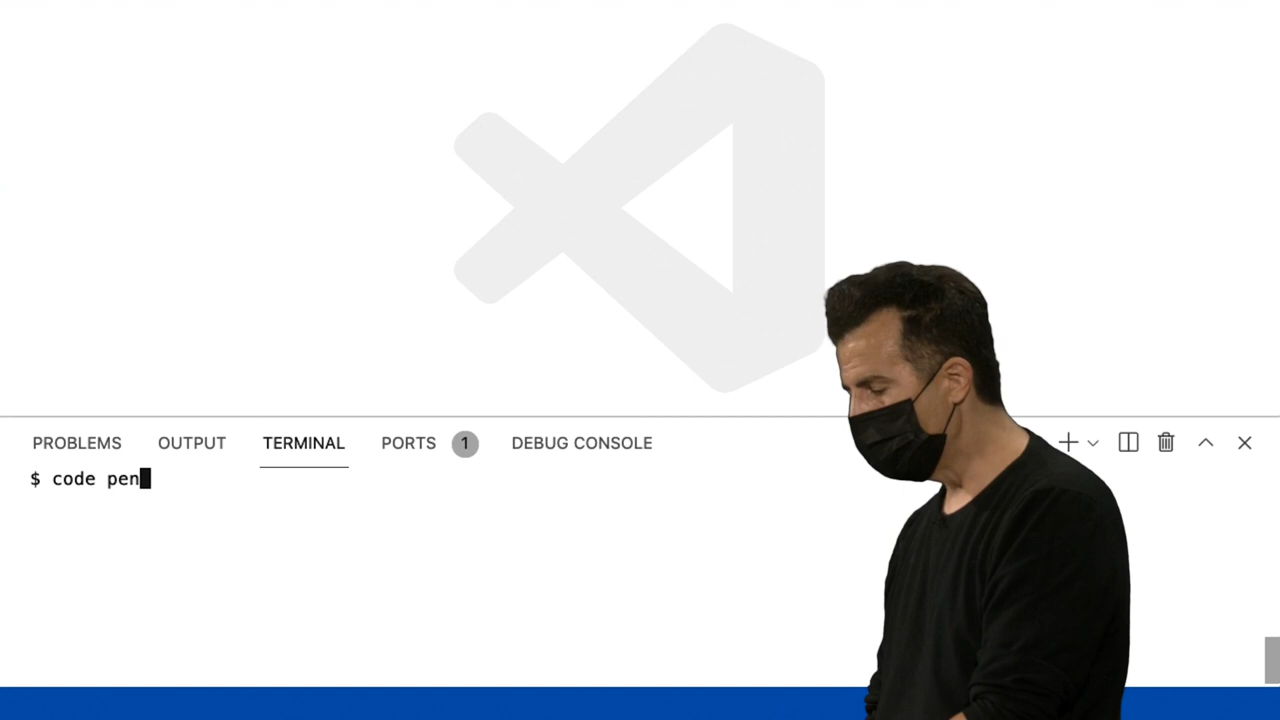 PROBLEMS OUTPUT TERMINAL PORTS 1 DEBUG CONSOLE
$ code pen